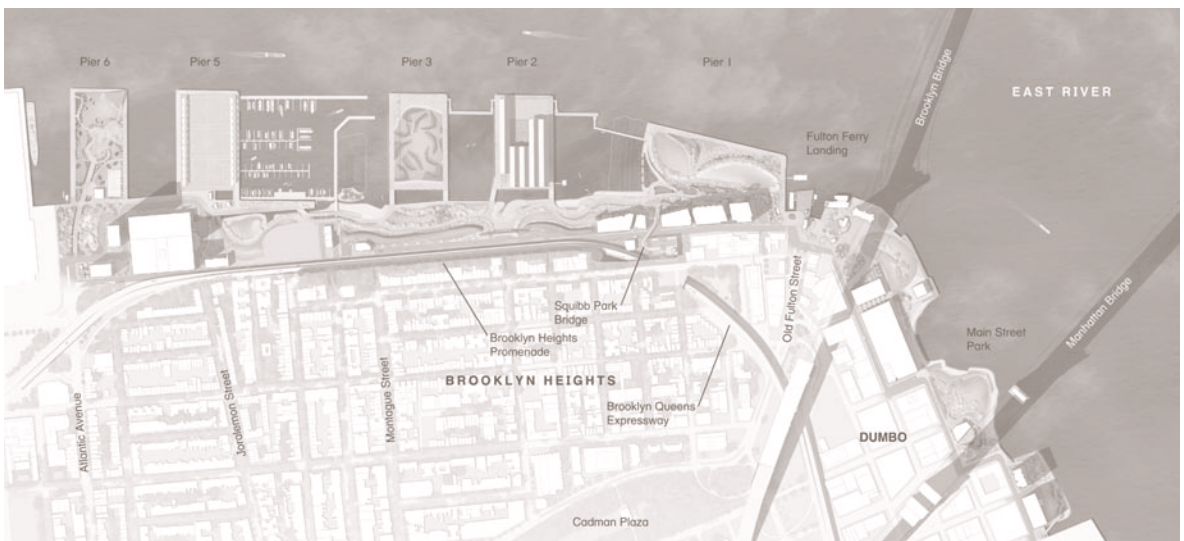 Pier 6
Pier 5
Pier 3
Pier 2
Pier 1
Brooklyn Bridge
EAST RIVER
Fulton Ferry
Landing
Manhattan Bridge
Squibb Park
Bridge
Old Fulton Street
Brooklyn Heights
Promenade
Main Street
Park
BROOKLYN HEIGHTS
Brooklyn Queens
Expressway
Atlantic Avenue
Joralemon Street
Montague Street
DUMBO
Cadman Plaza